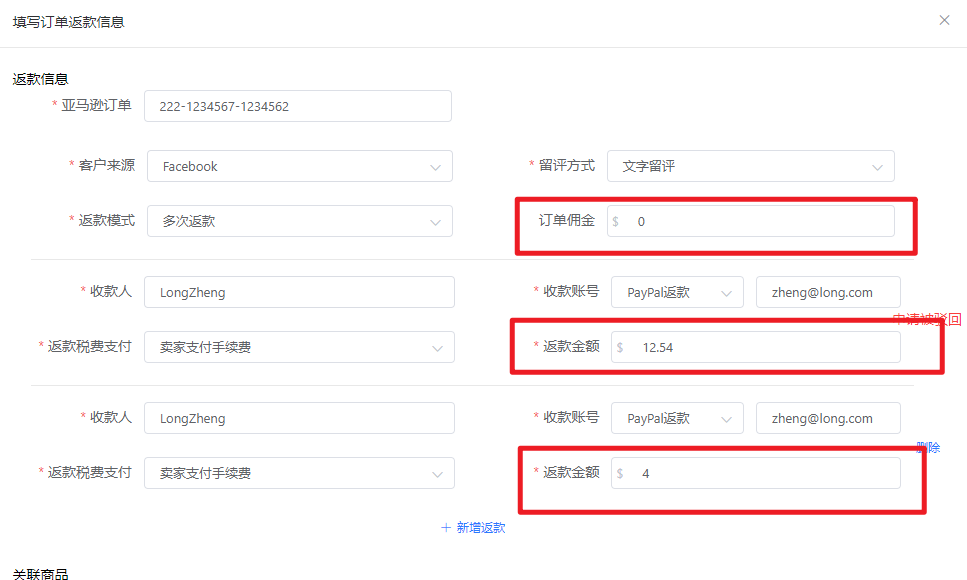 填写订单返款信息
返款信息
* 亚马逊订单 222-1234567-1234562
* 客户来源 Facebook * 留评方式 文字留评
* 返款模式 多次返款 订单佣金 $ 0
* 收款人 LongZheng * 收款账号 PayPal返款 zheng@long.com
申请被驳回
* 返款税费支付 卖家支付手续费 * 返款金额 $ 12.54
* 收款人 LongZheng * 收款账号 PayPal返款 zheng@long.com
删除
* 返款税费支付 卖家支付手续费 * 返款金额 $ 4
+ 新增返款
关联商品